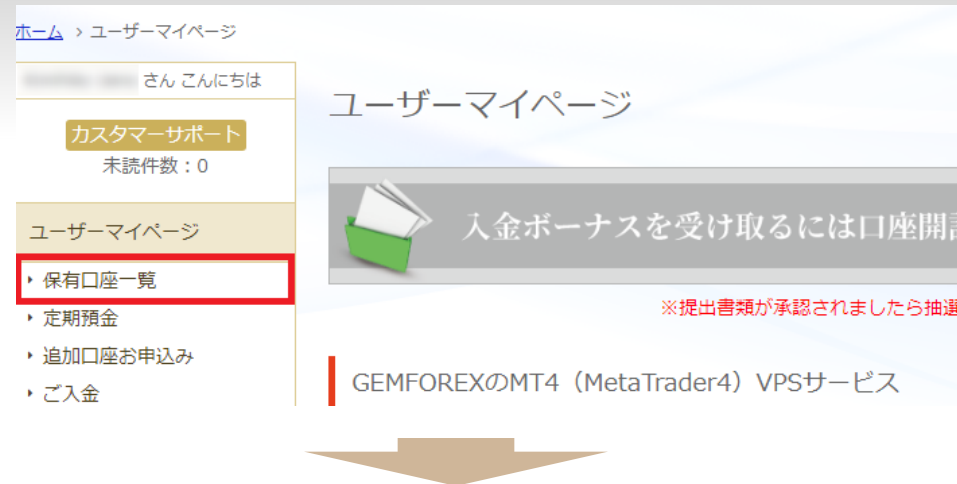 ホーム > ユーザーマイページ
さん こんにちは
カスタマーサポート
未読件数：0
ユーザーマイページ
保有口座一覧
定期預金
追加口座お申込み
ご入金
ユーザーマイページ
入金ボーナスを受け取るには口座開
※提出書類が承認されましたら抽選
GEMFOREXのMT4（MetaTrader4）VPSサービス